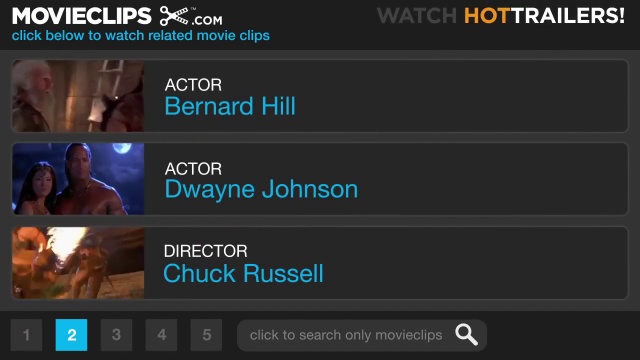 MOVIECLIPS.COM™ WATCH HOTTRAILERS!
click below to watch related movie clips
ACTOR
Bernard Hill
ACTOR
Dwayne Johnson
DIRECTOR
Chuck Russell
1 2 3 4 5 click to search only movieclips